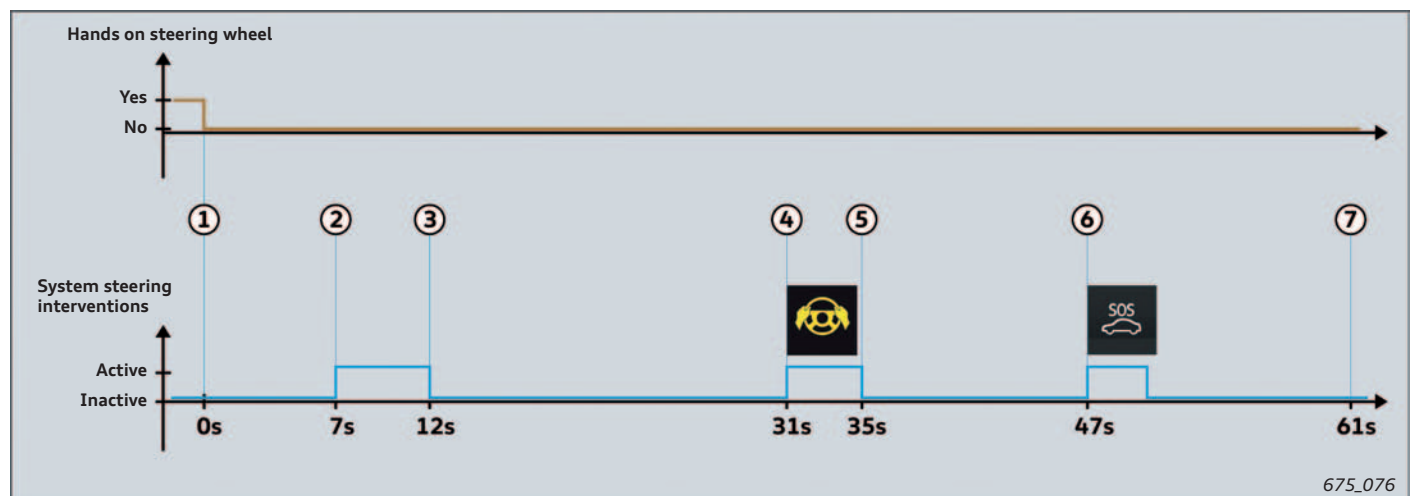 Hands on steering wheel
Yes
No
1 2 3 4 5 6 7
System steering
interventions
SOS
Active
Inactive
0s 7s 12s 31s 35s 47s 61s
675_076